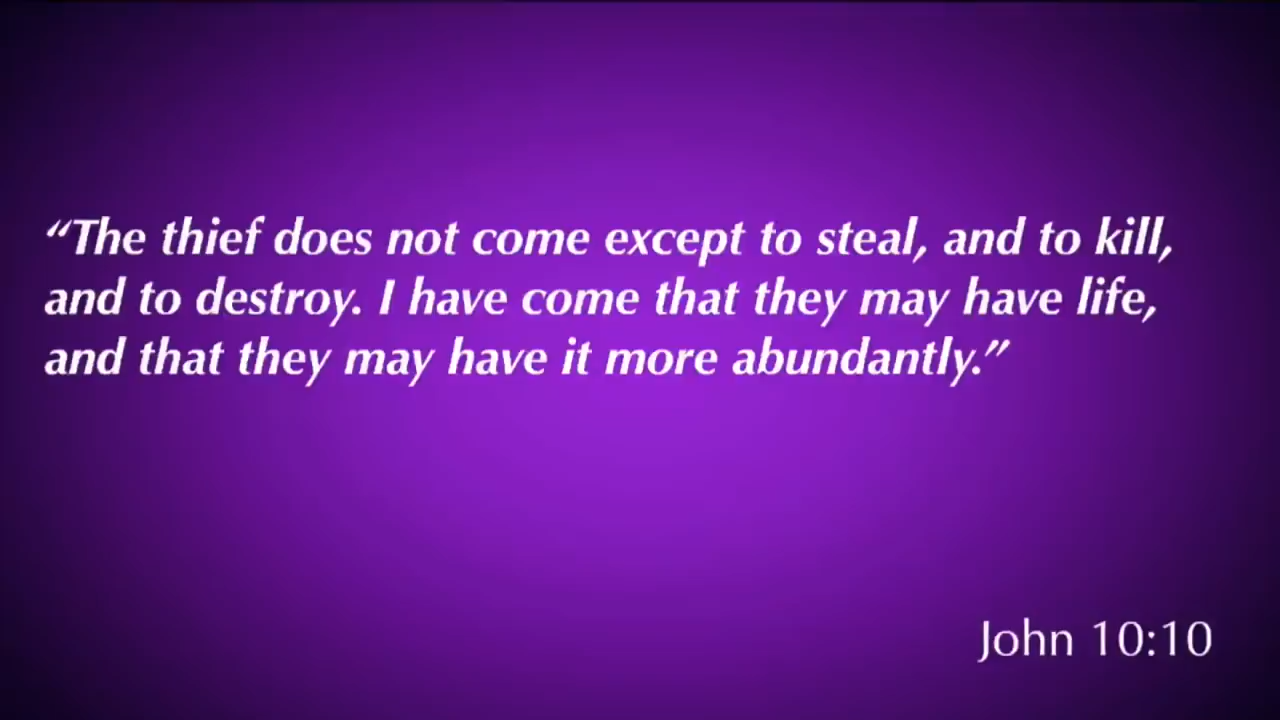 “The thief does not come except to steal, and to kill,
and to destroy. I have come that they may have life,
and that they may have it more abundantly.”
John 10:10